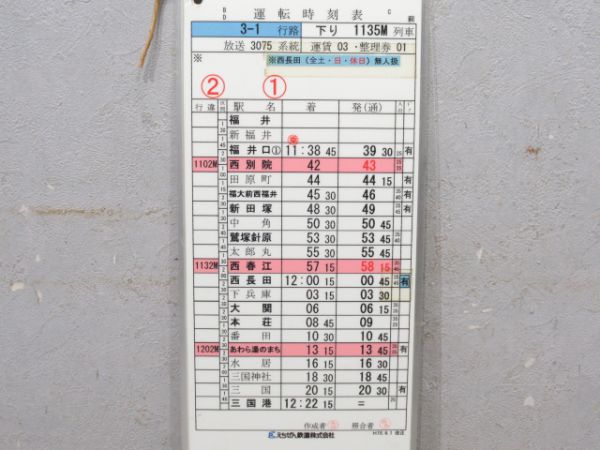 運転時刻表
3-1 行路 下り 1135M 列車
放送 3075 系統 運賃 03・整理券 01
※ ※西長田(全土・日・休日)無人扱
② ①
行違 駅名 着 発(通)
福井
新福井
福井口① 11:38 45 39 30 有
1102M 西別院 42 43
田原町 44 44 15 有
福大前西福井 45 30 46 有
新田塚 48 30 49 有
中角 50 30 50 45
鷲塚針原 53 30 53 45
太郎丸 55 30 55 45
1132M 西春江 57 15 58 15
西長田 12:00 15 00 45 有
下兵庫 03 15 03 30
大関 06 06 15
本荘 08 45 09
番田 10 30 10 45
1202M あわら湯のまち 13 15 13 45 有
水居 16 15 16 30
三国神社 18 30 18 45
三国 20 15 20 30 有
三国港 12:22 15 =
作成者 照合者
えちぜん鉄道株式会社